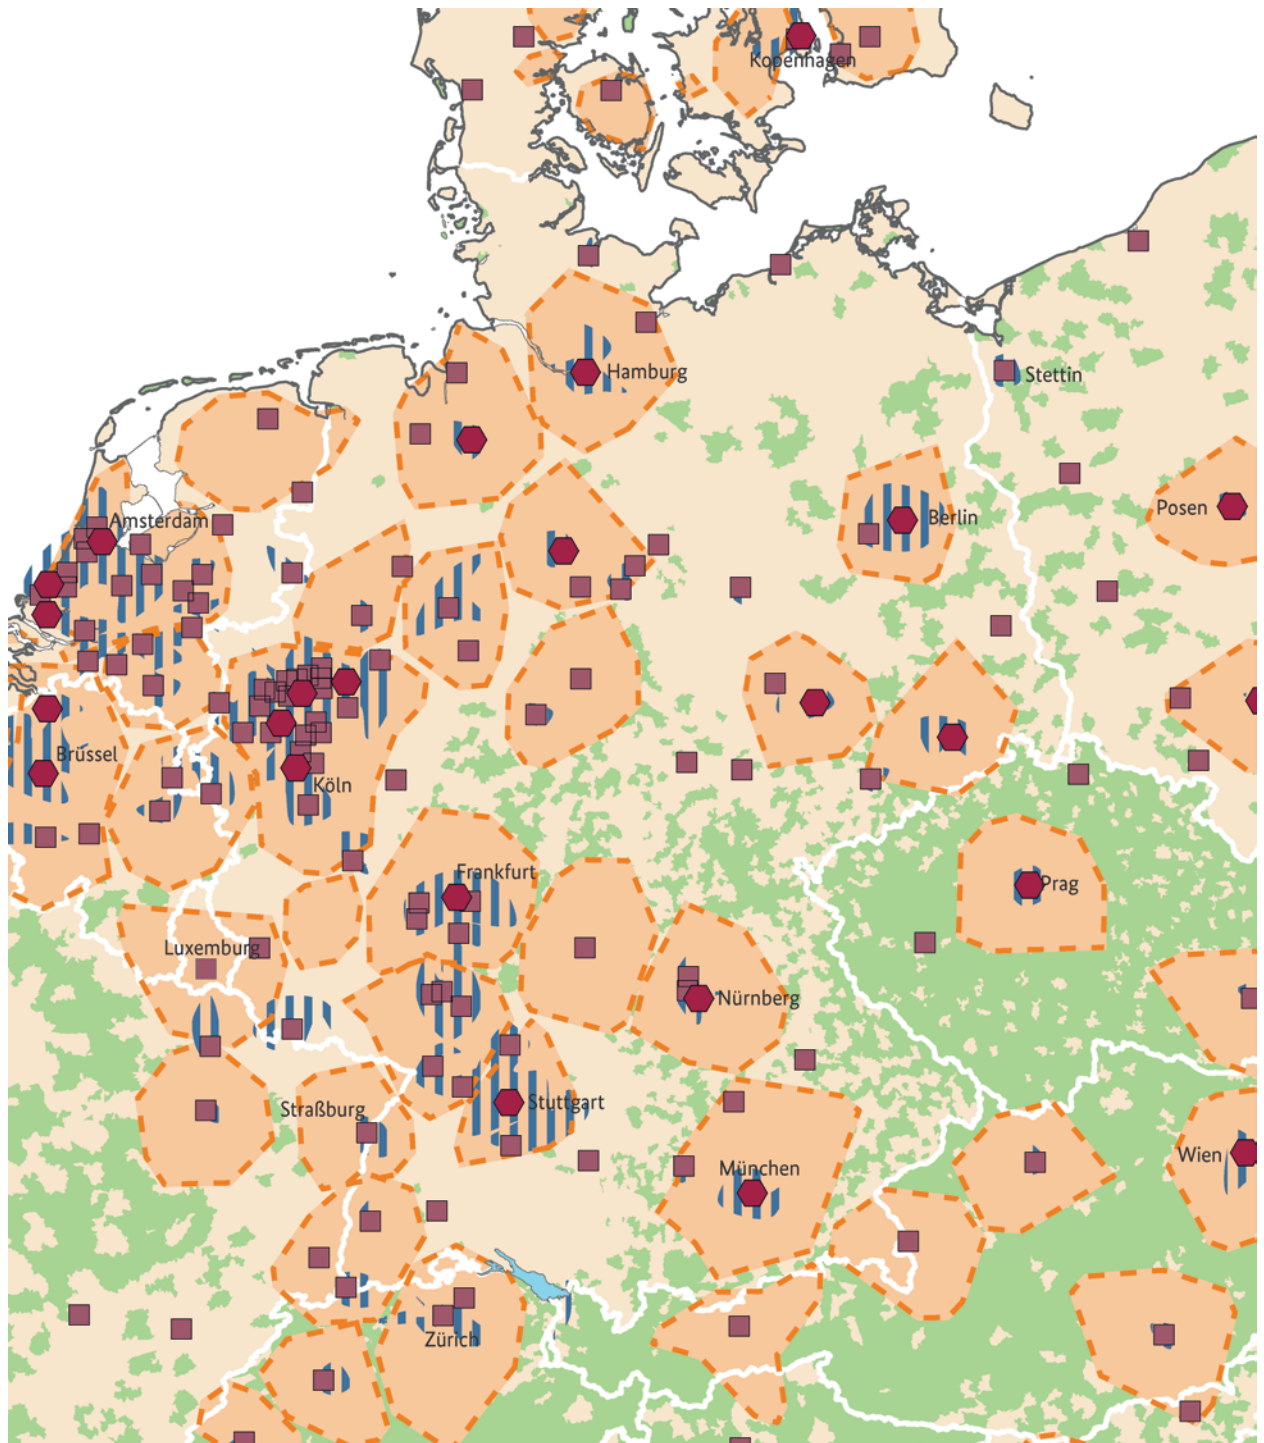 Kopenhagen
Hamburg
Stettin
Posen
Amsterdam
Berlin
Brüssel
Köln
Frankfurt
Prag
Luxemburg
Nürnberg
Straßburg
Stuttgart
Wien
München
Zürich